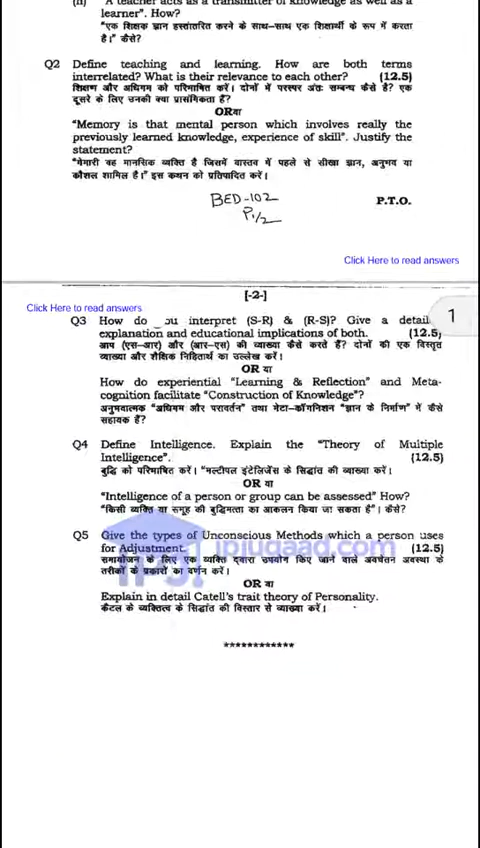 (ii) "A teacher acts as a transmitter of knowledge as well as a
learner". How?
"एक शिक्षक ज्ञान हस्तांतरित करने के साथ–साथ एक शिक्षार्थी के रूप में करता
है।" कैसे?
Q2 Define teaching and learning. How are both terms
interrelated? What is their relevance to each other? (12.5)
शिक्षण और अधिगम को परिभाषित करें। दोनों में परस्पर अंतः सम्बन्ध कैसे है? एक
दूसरे के लिए उनकी क्या प्रासंगिकता है?
ORया
"Memory is that mental person which involves really the
previously learned knowledge, experience of skill". Justify the
statement?
"मेमारी वह मानसिक व्यक्ति है जिसमें वास्तव में पहले से सीखा ज्ञान, अनुभव या
कौशल शामिल है।" इस कथन को प्रतिपादित करें।
BED-102
P.1/2
P.T.O.
Click Here to read answers
[-2-]
Click Here to read answers
1
Q3 How do you interpret (S-R) & (R-S)? Give a detail
explanation and educational implications of both. (12.5)
आप (एस–आर) और (आर–एस) की व्याख्या कैसे करते हैं? दोनों की एक विस्तृत
व्याख्या और शैक्षिक निहितार्थ का उल्लेख करें।
OR या
How do experiential "Learning & Reflection" and Meta-
cognition facilitate "Construction of Knowledge"?
अनुभवात्मक "अधिगम और परावर्तन" तथा मेटा–कॉगनिशन "ज्ञान के निर्माण" में कैसे
सहायक हैं?
Q4 Define Intelligence. Explain the "Theory of Multiple
Intelligence". (12.5)
बुद्धि को परिभाषित करें। "मल्टीपल इंटेलिजेंस के सिद्धांत की व्याख्या करें।
OR या
"Intelligence of a person or group can be assessed" How?
"किसी व्यक्ति या समूह की बुद्धिमत्ता का आकलन किया जा सकता है"। कैसे?
Q5 Give the types of Unconscious Methods which a person uses
for Adjustment. (12.5)
ipjugaad.com
समायोजन के लिए एक व्यक्ति द्वारा उपयोग किए जाने वाले अवचेतन अवस्था के
तरीकों के प्रकारों का वर्णन करें।
OR या
Explain in detail Catell's trait theory of Personality.
कैटल के व्यक्तित्व के सिद्धांत की विस्तार से व्याख्या करें।
************